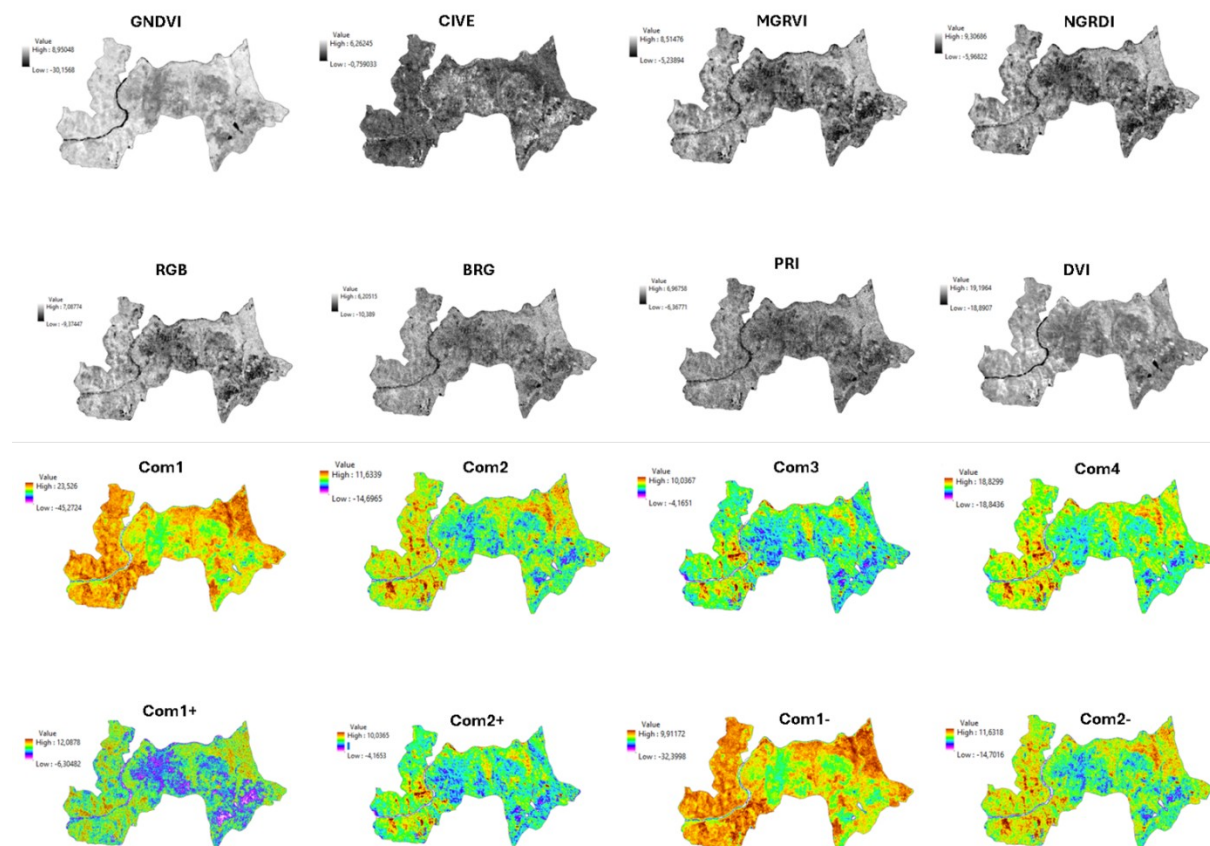 GNDVI
Value
High : 8,95048
Low : -30,1568
CIVE
Value
High : 6,26245
Low : -0,759033
MGRVI
Value
High : 8,51476
Low : -5,23894
NGRDI
Value
High : 9,30686
Low : -5,96822
RGB
Value
High : 7,08774
Low : -9,37447
BRG
Value
High : 6,20515
Low : -10,389
PRI
Value
High : 6,96758
Low : -6,36771
DVI
Value
High : 19,1964
Low : -18,8907
Com1
Value
High : 23,526
Low : -45,2724
Com2
Value
High : 11,6339
Low : -14,6965
Com3
Value
High : 10,0367
Low : -4,1651
Com4
Value
High : 18,8299
Low : -18,8436
Com1+
Value
High : 12,0878
Low : -6,30482
Com2+
Value
High : 10,0365
Low : -4,1653
Com1-
Value
High : 9,91172
Low : -32,3998
Com2-
Value
High : 11,6318
Low : -14,7016